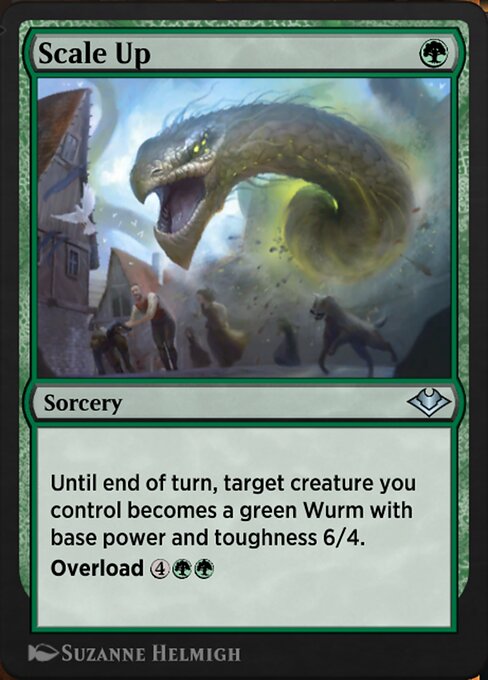 Scale Up
Sorcery
Until end of turn, target creature you
control becomes a green Wurm with
base power and toughness 6/4.
Overload 4
Suzanne Helmigh